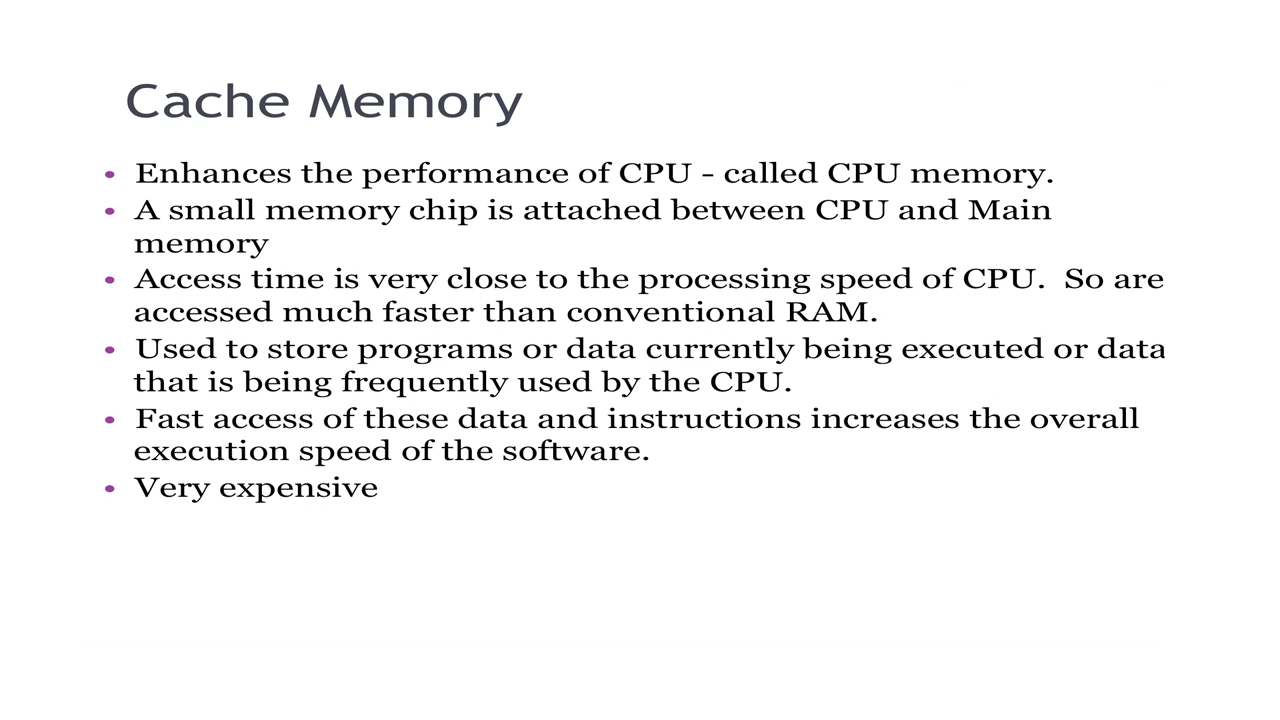 Cache Memory
• Enhances the performance of CPU - called CPU memory.
• A small memory chip is attached between CPU and Main
memory
• Access time is very close to the processing speed of CPU.  So are
accessed much faster than conventional RAM.
• Used to store programs or data currently being executed or data
that is being frequently used by the CPU.
• Fast access of these data and instructions increases the overall
execution speed of the software.
• Very expensive